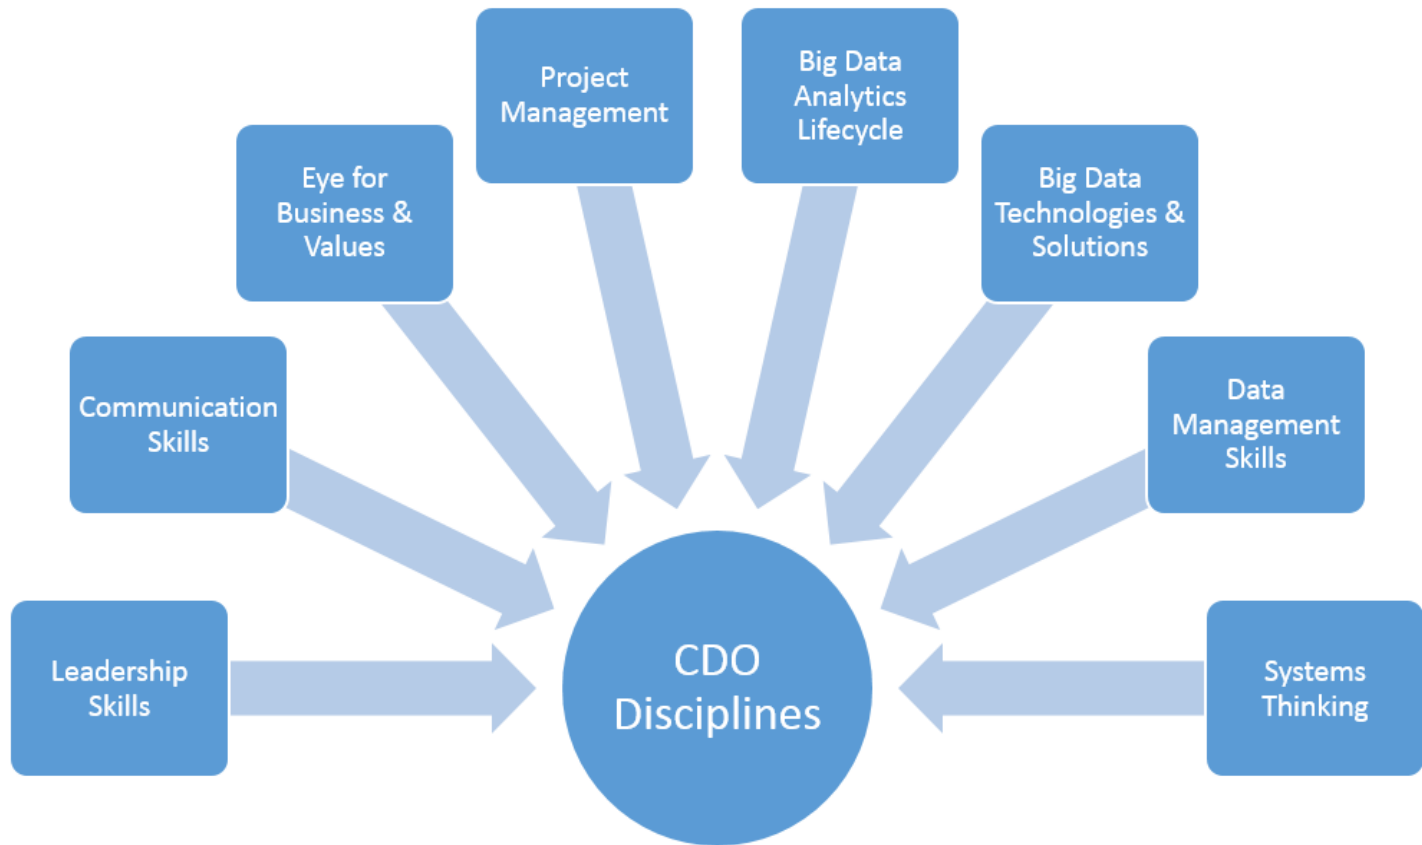 Project
Management
Big Data
Analytics
Lifecycle
Eye for
Business &
Values
Big Data
Technologies &
Solutions
Communication
Skills
Data
Management
Skills
Leadership
Skills
CDO
Disciplines
Systems
Thinking